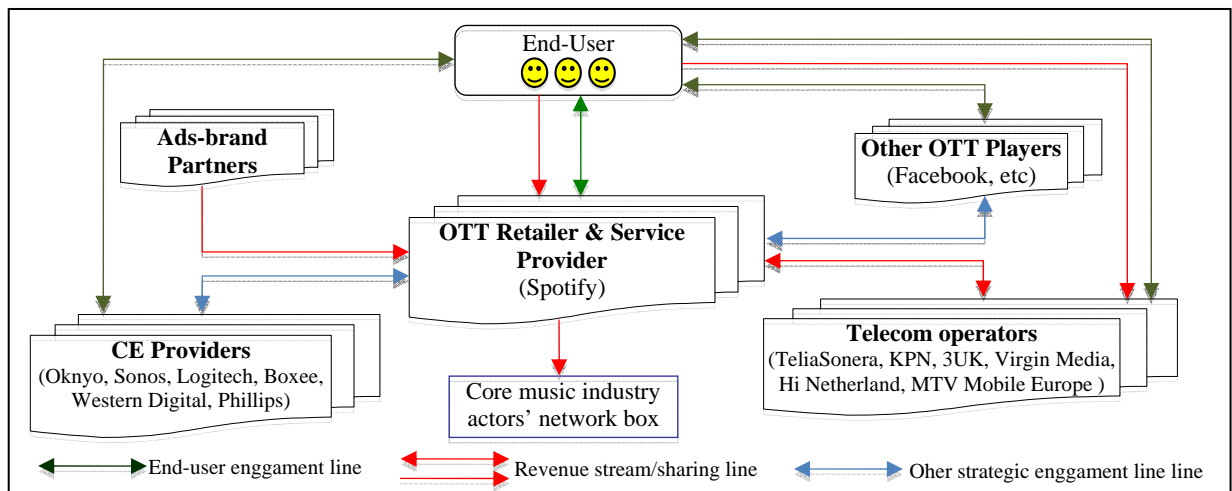 End-User
Ads-brand
Partners
Other OTT Players
(Facebook, etc)
OTT Retailer & Service
Provider
(Spotify)
CE Providers
(Oknyo, Sonos, Logitech, Boxee,
Western Digital, Phillips)
Telecom operators
(TeliaSonera, KPN, 3UK, Virgin Media,
Hi Netherland, MTV Mobile Europe )
Core music industry
actors’ network box
End-user enggament line
Revenue stream/sharing line
Oher strategic enggament line line